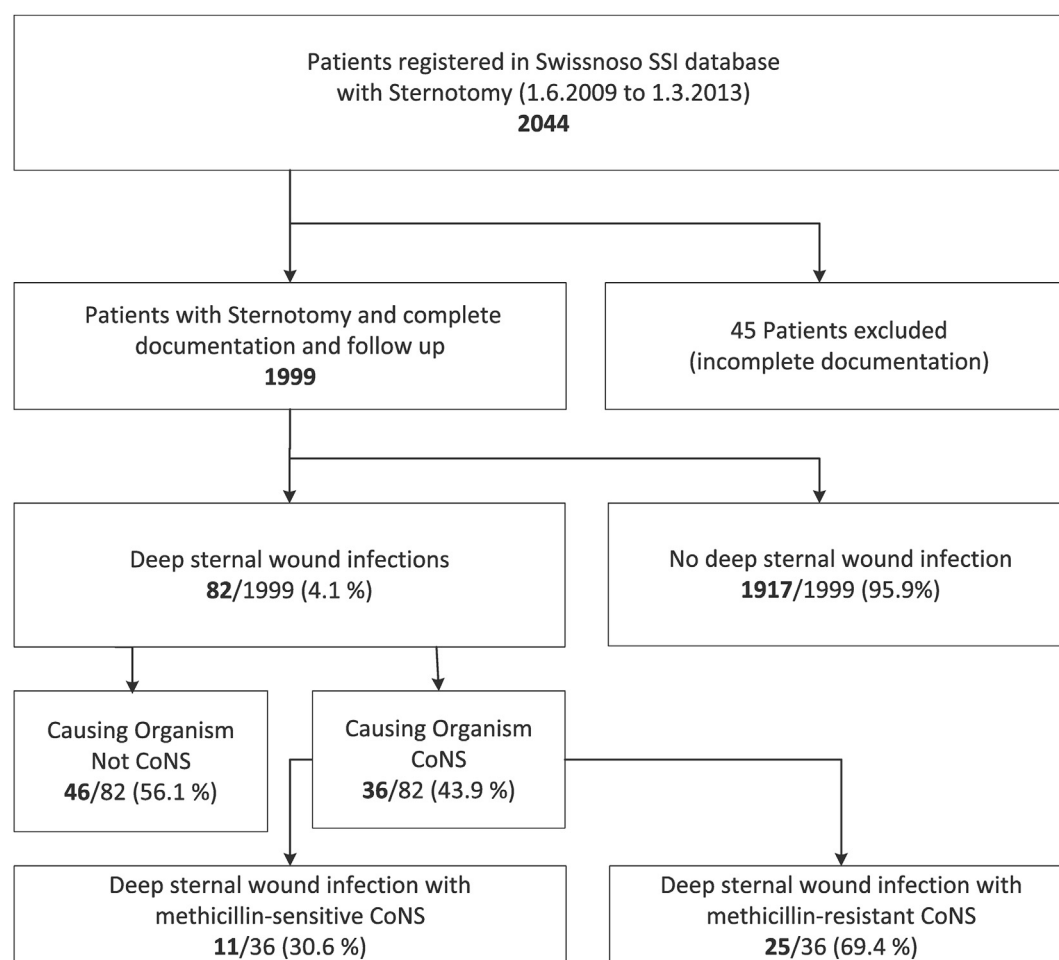 Patients registered in Swissnoso SSI database
with Sternotomy (1.6.2009 to 1.3.2013)
2044
Patients with Sternotomy and complete
documentation and follow up
1999
45 Patients excluded
(incomplete documentation)
Deep sternal wound infections
82/1999 (4.1 %)
No deep sternal wound infection
1917/1999 (95.9%)
Causing Organism
Not CoNS
46/82 (56.1 %)
Causing Organism
CoNS
36/82 (43.9 %)
Deep sternal wound infection with
methicillin-sensitive CoNS
11/36 (30.6 %)
Deep sternal wound infection with
methicillin-resistant CoNS
25/36 (69.4 %)